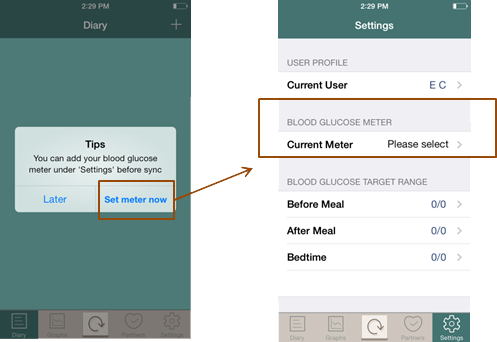 2:29 PM
Diary +
Tips
You can add your blood glucose
meter under 'Settings' before sync
Later
Set meter now
Diary
Graphs
Partners
Settings
2:29 PM
Settings
USER PROFILE
Current User E C
BLOOD GLUCOSE METER
Current Meter Please select
BLOOD GLUCOSE TARGET RANGE
Before Meal 0/0
After Meal 0/0
Bedtime 0/0
Diary
Graphs
Partners
Settings